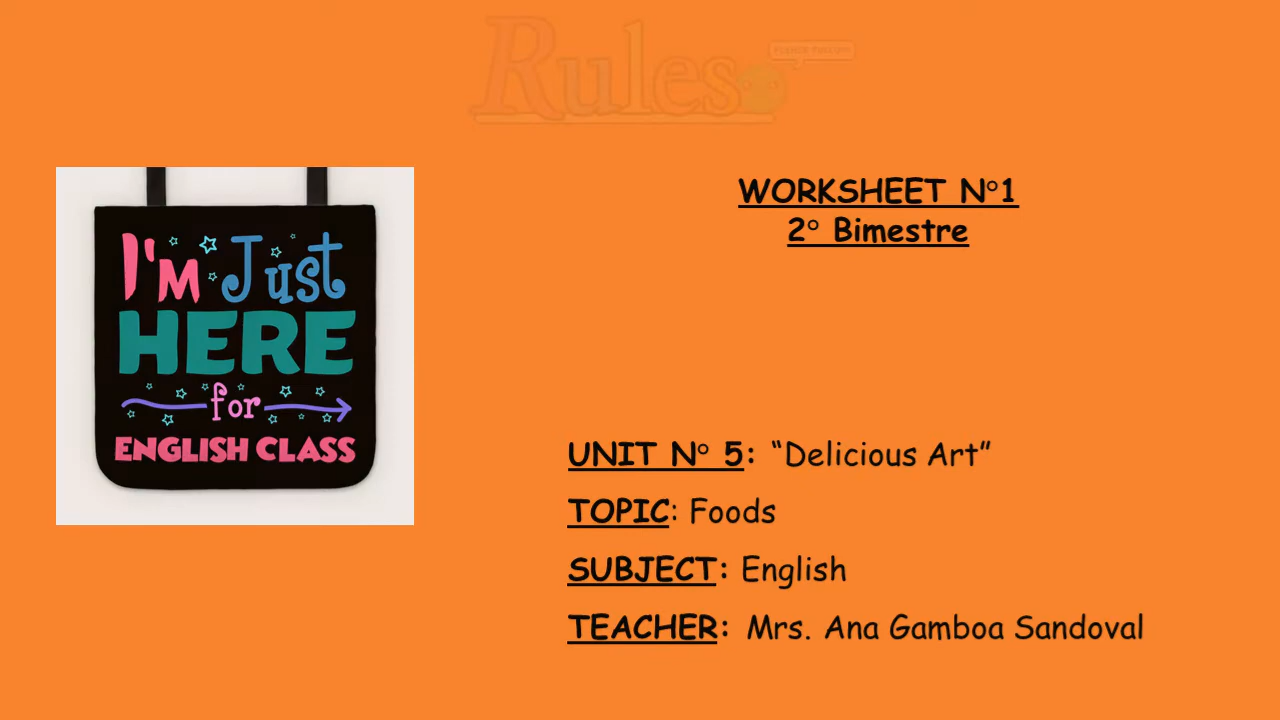 Rules
WORKSHEET N°1
2° Bimestre
I'm Just
HERE
for
ENGLISH CLASS
UNIT N° 5: “Delicious Art”
TOPIC: Foods
SUBJECT: English
TEACHER: Mrs. Ana Gamboa Sandoval